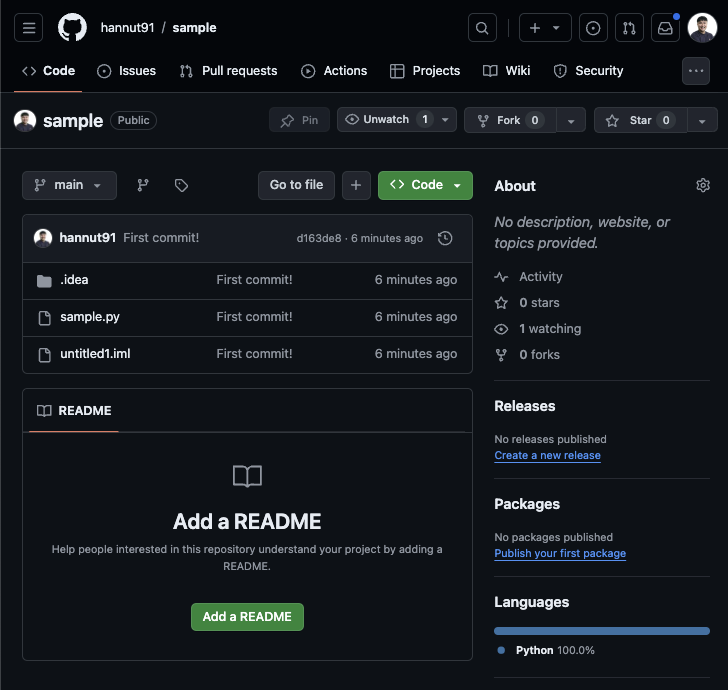 hannut91 / sample
Code Issues Pull requests Actions Projects Wiki Security
sample Public Pin Unwatch 1 Fork 0 Star 0
main Go to file Code
hannut91 First commit! d163de8 · 6 minutes ago
.idea First commit! 6 minutes ago
sample.py First commit! 6 minutes ago
untitled1.iml First commit! 6 minutes ago
README
Add a README
Help people interested in this repository understand your project by adding a
README.
Add a README
About
No description, website, or
topics provided.
Activity
0 stars
1 watching
0 forks
Releases
No releases published
Create a new release
Packages
No packages published
Publish your first package
Languages
Python 100.0%